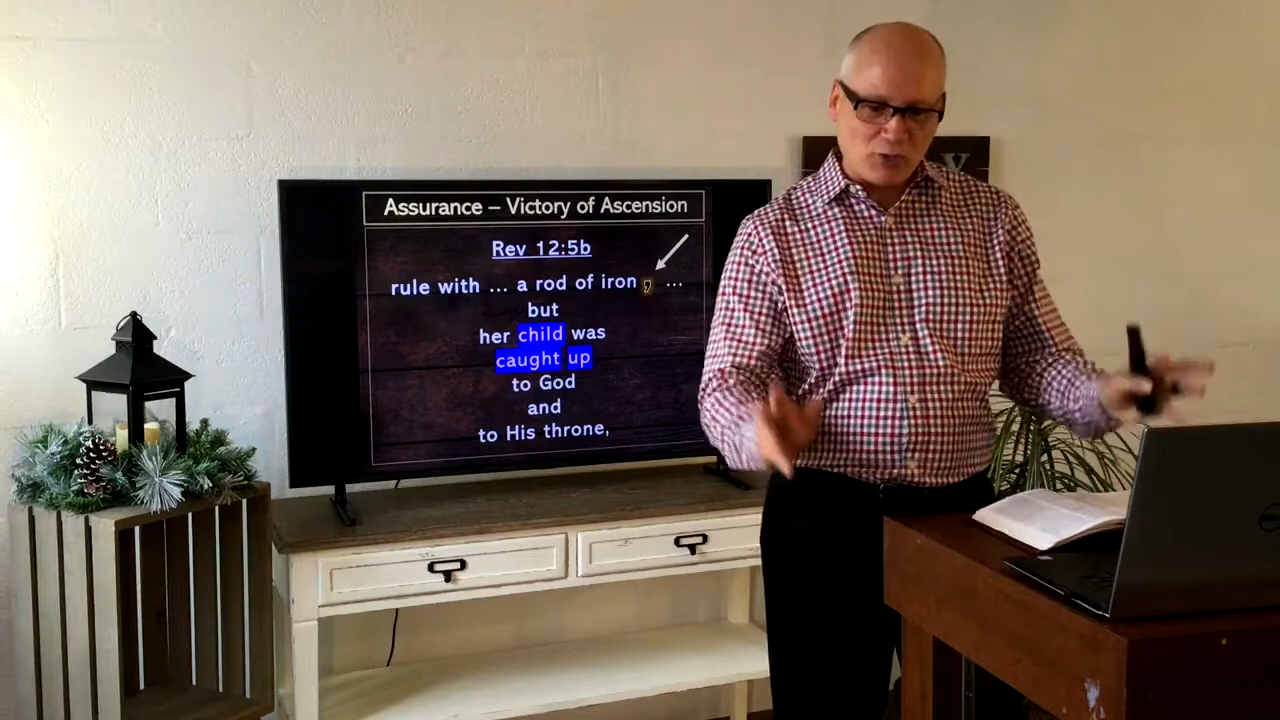 Assurance – Victory of Ascension
Rev 12:5b
rule with ... a rod of iron , ...
but
her child was
caught up
to God
and
to His throne,